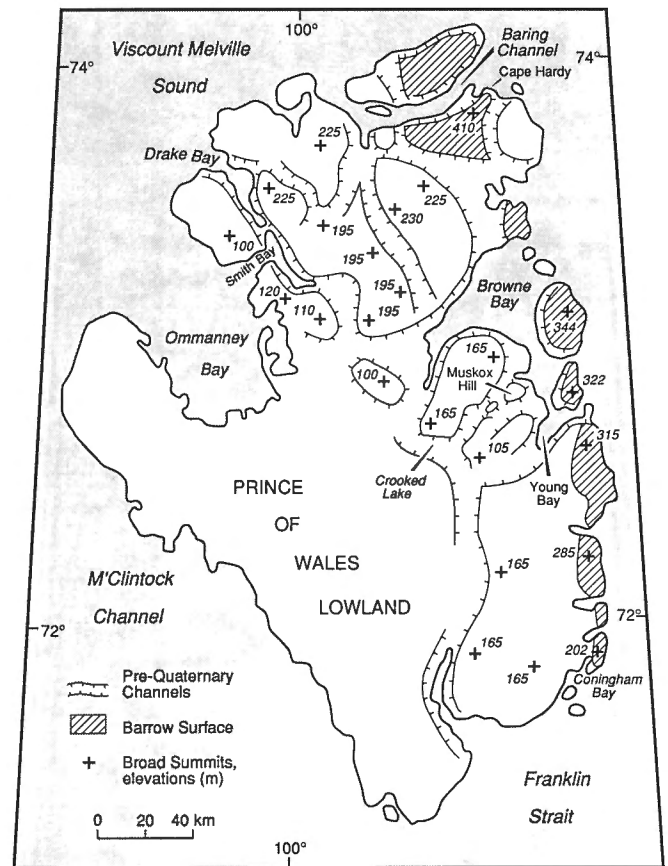 100°
Viscount Melville
Sound
Baring
Channel
74°
74°
Cape Hardy
410
225
Drake Bay
225
225
230
195
100
195
Smith Bay
195
120
110
195
Browne
Bay
344
Ommanney
Bay
165
Muskox
Hill
100
322
165
315
105
Crooked
Lake
Young
Bay
PRINCE
OF
WALES
LOWLAND
285
165
M'Clintock
Channel
72°
72°
165
202
165
Coningham
Bay
Pre-Quaternary
Channels
Barrow Surface
Broad Summits,
elevations (m)
0 20 40 km
Franklin
Strait
100°